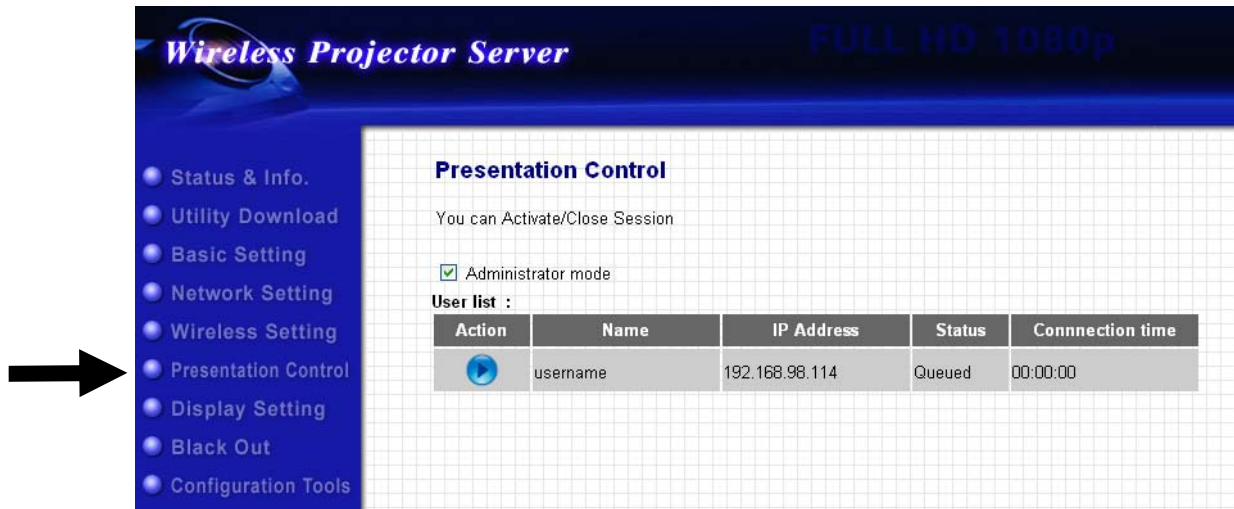 Wireless Projector Server
FULL HD 1080p
Status & Info.
Utility Download
Basic Setting
Network Setting
Wireless Setting
Presentation Control
Display Setting
Black Out
Configuration Tools
Presentation Control
You can Activate/Close Session
Administrator mode
User list :
Action Name IP Address Status Connnection time
username 192.168.98.114 Queued 00:00:00